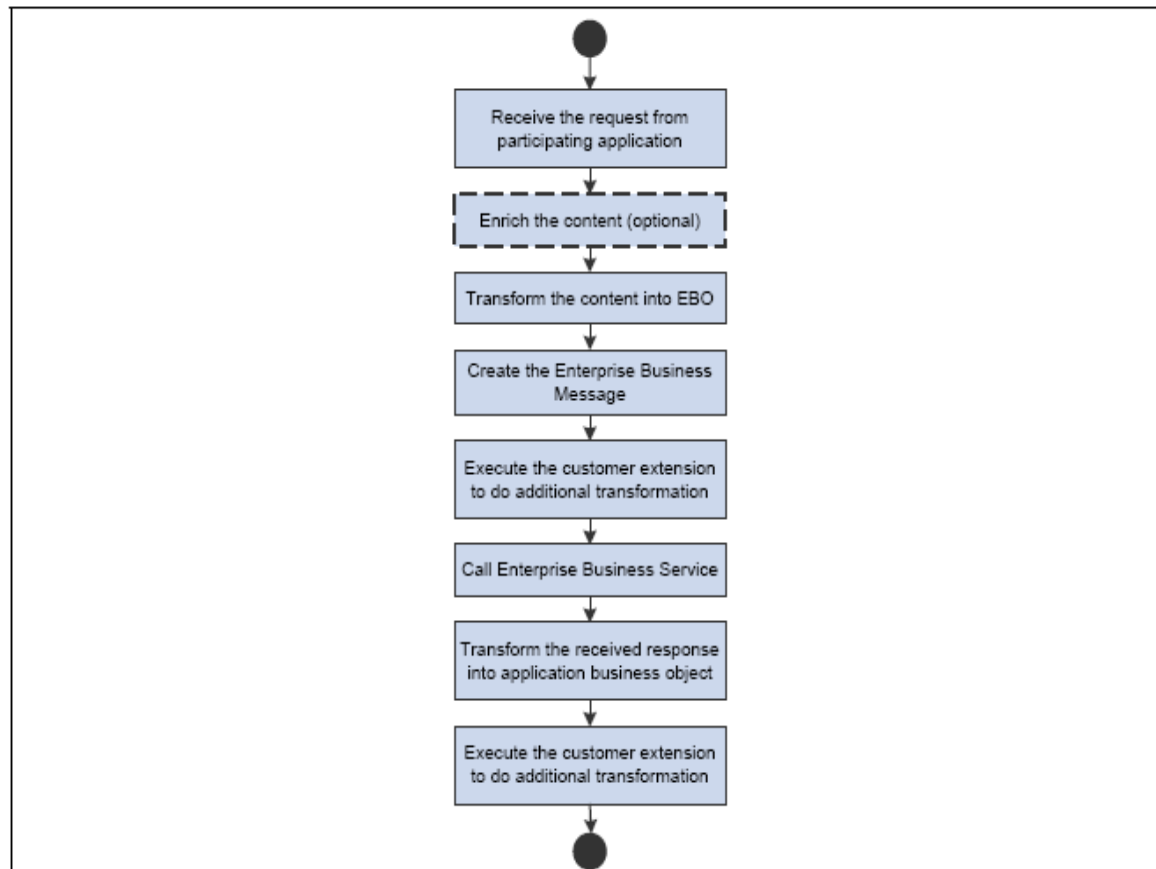 Receive the request from
participating application
Enrich the content (optional)
Transform the content into EBO
Create the Enterprise Business
Message
Execute the customer extension
to do additional transformation
Call Enterprise Business Service
Transform the received response
into application business object
Execute the customer extension
to do additional transformation